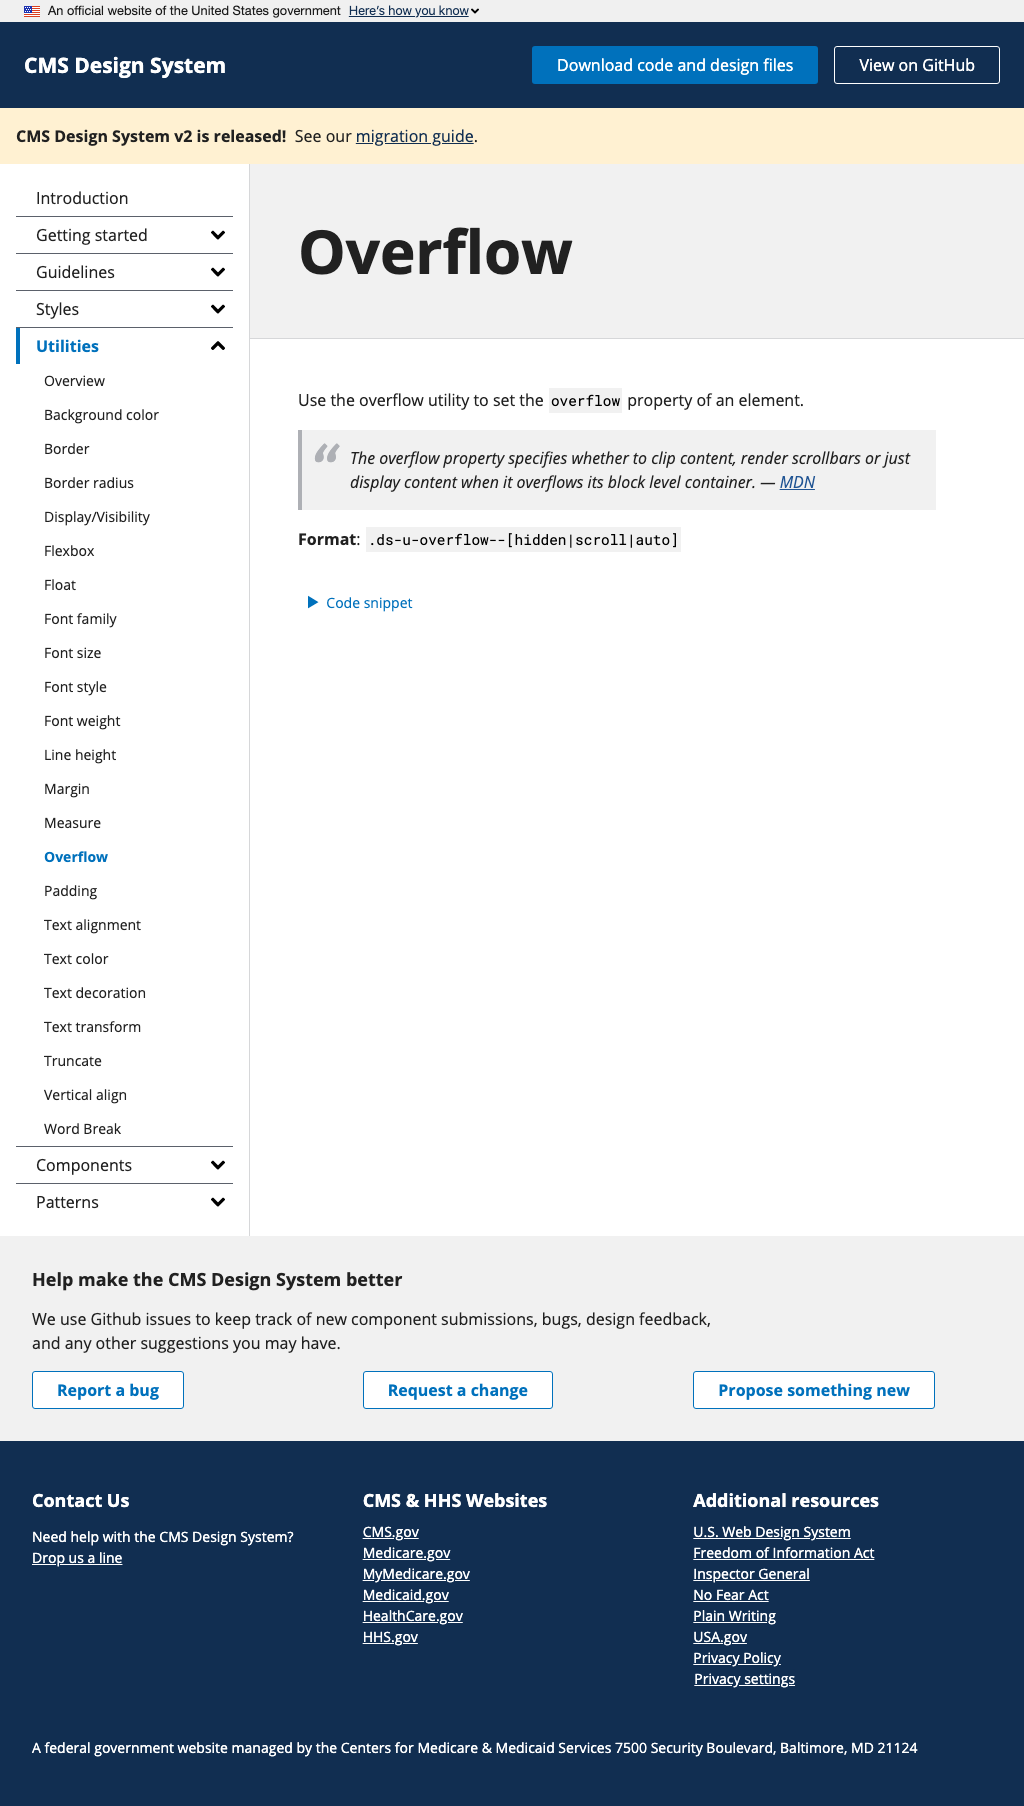 An official website of the United States government Here's how you know
CMS Design System
Download code and design files
View on GitHub
CMS Design System v2 is released! See our migration guide.
Introduction
Getting started
Guidelines
Styles
Utilities
Overview
Background color
Border
Border radius
Display/Visibility
Flexbox
Float
Font family
Font size
Font style
Font weight
Line height
Margin
Measure
Overflow
Padding
Text alignment
Text color
Text decoration
Text transform
Truncate
Vertical align
Word Break
Components
Patterns
Overflow
Use the overflow utility to set the overflow property of an element.
“
The overflow property specifies whether to clip content, render scrollbars or just
display content when it overflows its block level container. — MDN
Format: .ds-u-overflow--[hidden|scroll|auto]
Code snippet
Help make the CMS Design System better
We use Github issues to keep track of new component submissions, bugs, design feedback,
and any other suggestions you may have.
Report a bug
Request a change
Propose something new
Contact Us
Need help with the CMS Design System?
Drop us a line
CMS & HHS Websites
CMS.gov
Medicare.gov
MyMedicare.gov
Medicaid.gov
HealthCare.gov
HHS.gov
Additional resources
U.S. Web Design System
Freedom of Information Act
Inspector General
No Fear Act
Plain Writing
USA.gov
Privacy Policy
Privacy settings
A federal government website managed by the Centers for Medicare & Medicaid Services 7500 Security Boulevard, Baltimore, MD 21124